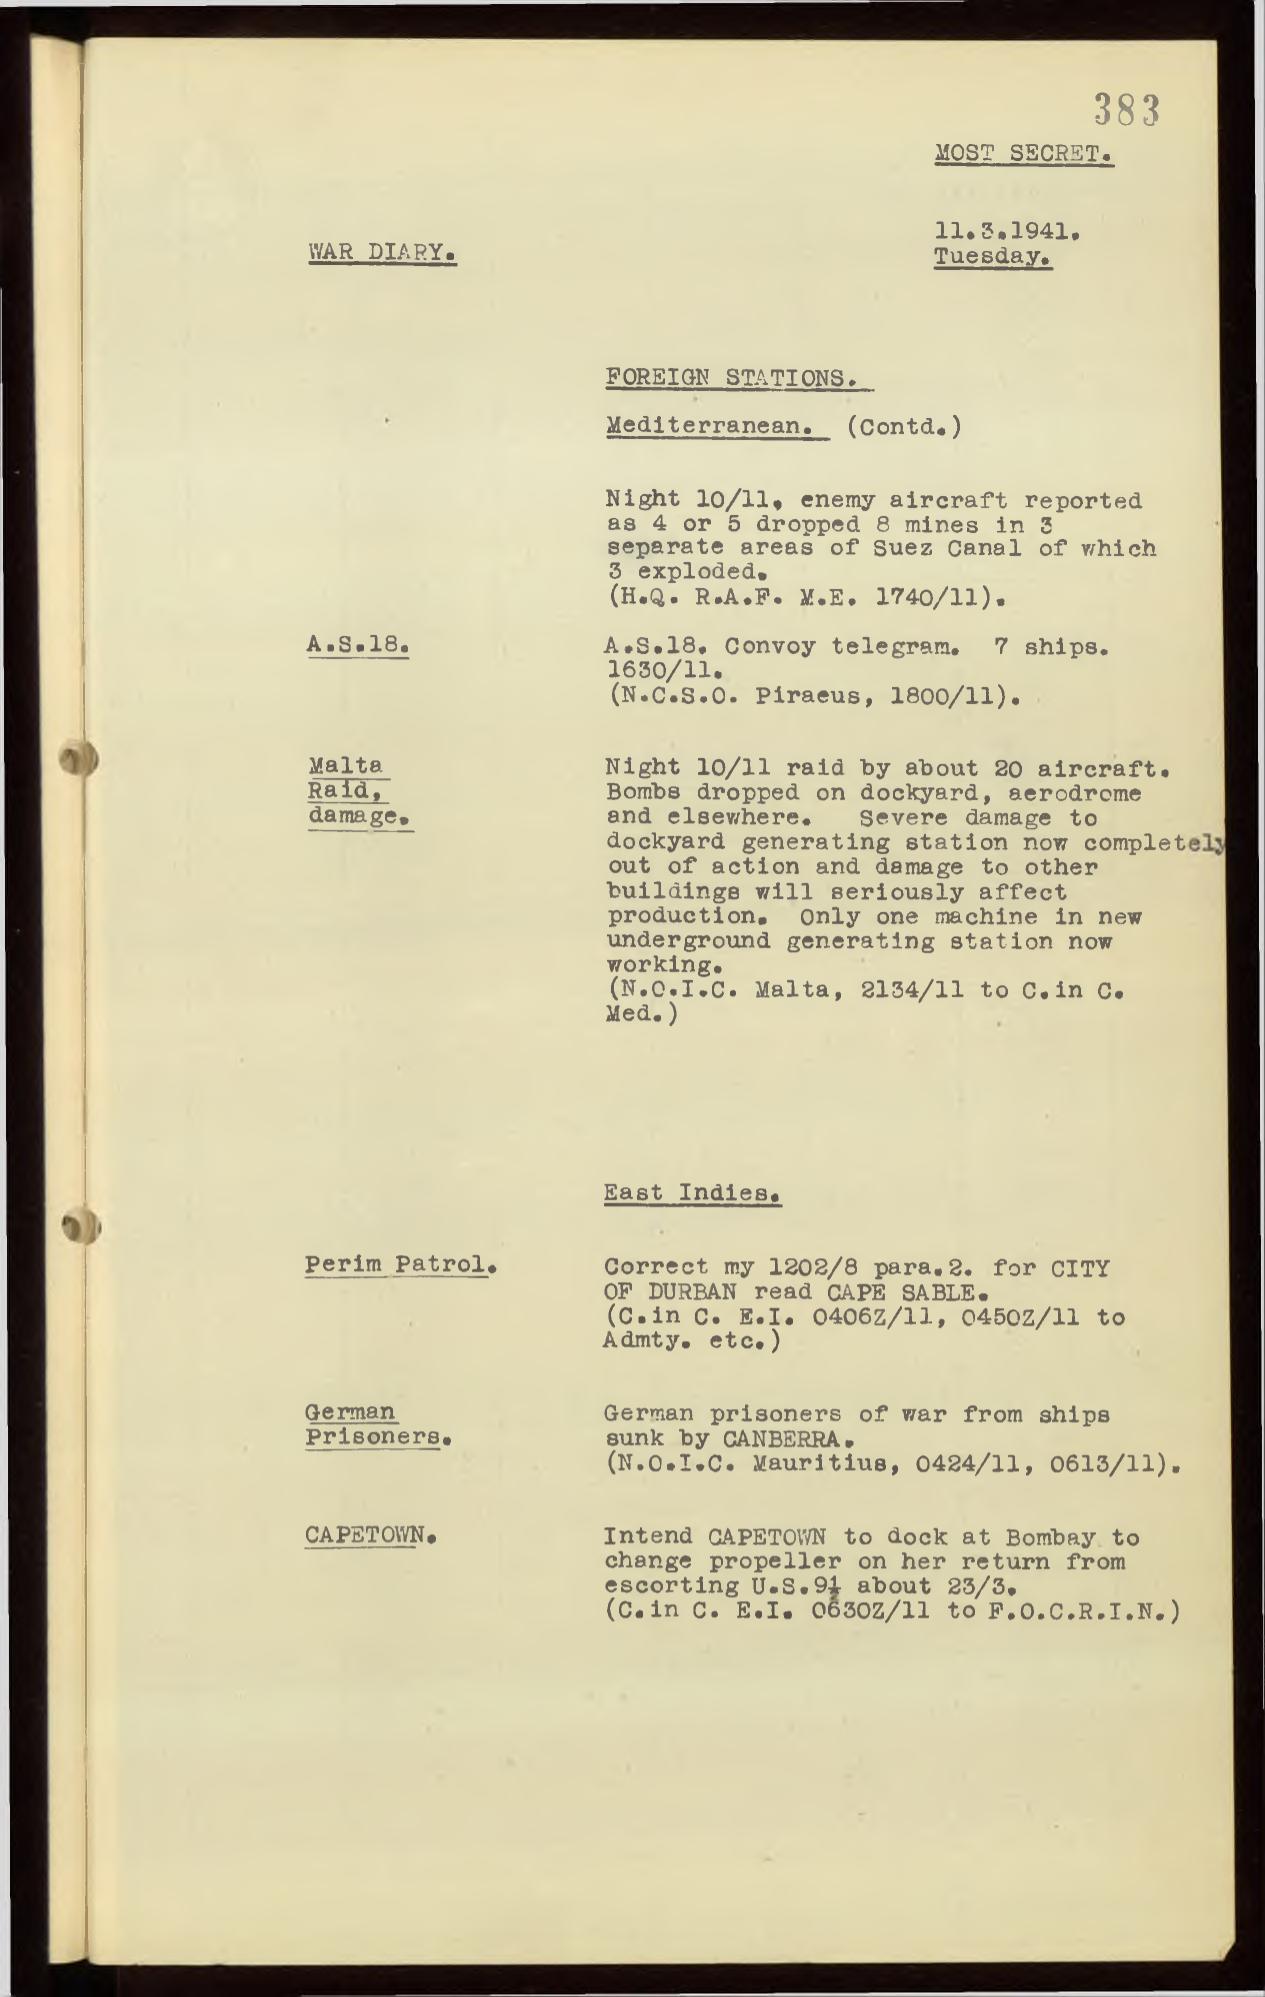 383
MOST SECRET.
11.3.1941.
WAR DIARY.
Tuesday.
FOREIGN STATIONS.
Mediterranean. (Contd.)
Night 10/11, enemy aircraft reported
as 4 or 5 dropped 8 mines in 3
separate areas of Suez Canal of which
3 exploded.
(H.Q. R.A.F. M.E. 1740/11).
A.S.18.
A.S.18. Convoy telegram. 7 ships.
1630/11.
(N.C.S.O. Piraeus, 1800/11).
Malta
Raid,
damage.
Night 10/11 raid by about 20 aircraft.
Bombs dropped on dockyard, aerodrome
and elsewhere. Severe damage to
dockyard generating station now completely
out of action and damage to other
buildings will seriously affect
production. Only one machine in new
underground generating station now
working.
(N.O.I.C. Malta, 2134/11 to C.in C.
Med.)
East Indies.
Perim Patrol.
Correct my 1202/8 para.2. for CITY
OF DURBAN read CAPE SABLE.
(C.in C. E.I. 0406Z/11, 0450Z/11 to
Admty. etc.)
German
Prisoners.
German prisoners of war from ships
sunk by CANBERRA.
(N.O.I.C. Mauritius, 0424/11, 0613/11).
CAPETOWN.
Intend CAPETOWN to dock at Bombay to
change propeller on her return from
escorting U.S.9½ about 23/3.
(C.in C. E.I. 0630Z/11 to F.O.C.R.I.N.)